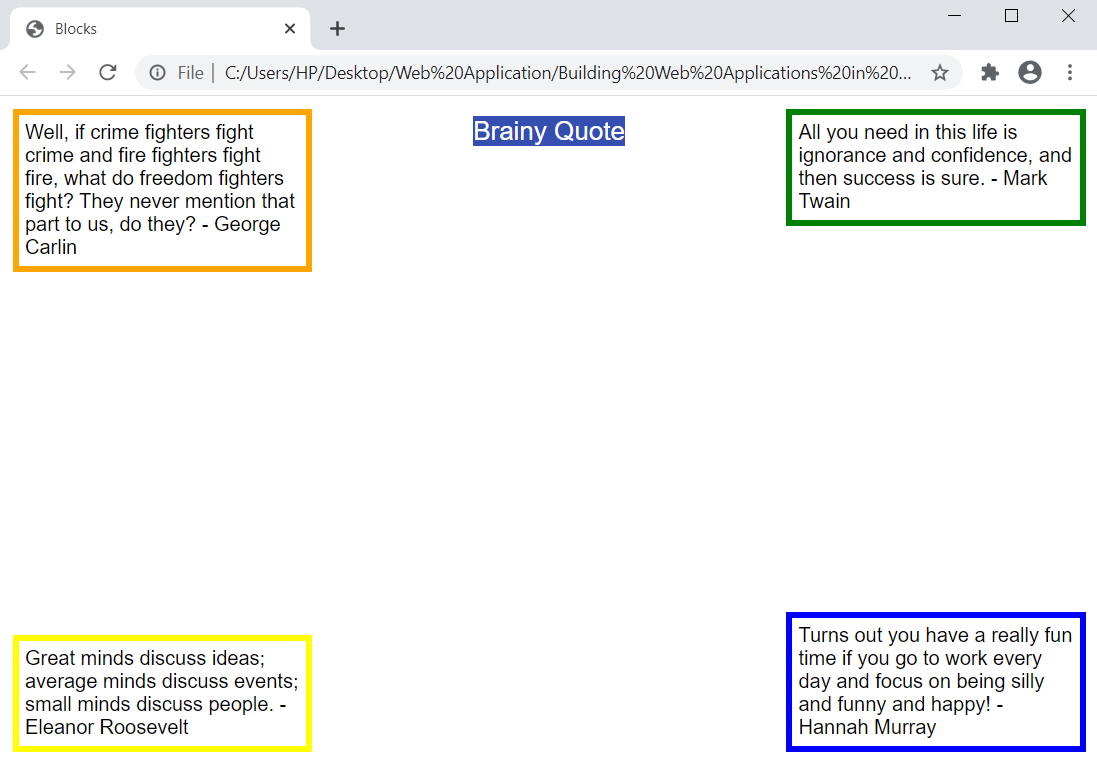 Blocks
File
C:/Users/HP/Desktop/Web%20Application/Building%20Web%20Applications%20in%20...
Well, if crime fighters fight
crime and fire fighters fight
fire, what do freedom fighters
fight? They never mention that
part to us, do they? - George
Carlin
Brainy Quote
All you need in this life is
ignorance and confidence, and
then success is sure. - Mark
Twain
Great minds discuss ideas;
average minds discuss events;
small minds discuss people. -
Eleanor Roosevelt
Turns out you have a really fun
time if you go to work every
day and focus on being silly
and funny and happy! -
Hannah Murray